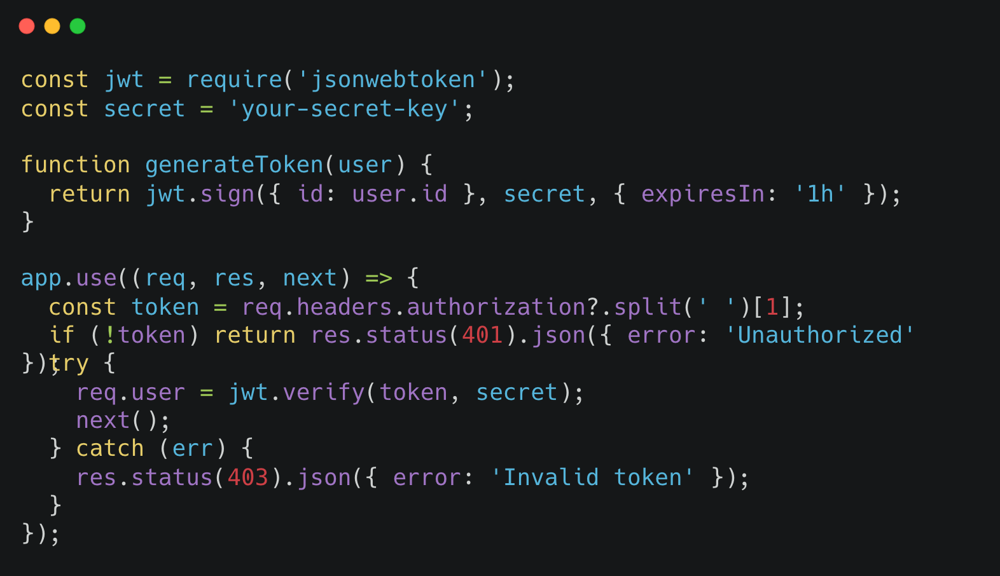 const jwt = require('jsonwebtoken');
const secret = 'your-secret-key';
function generateToken(user) {
  return jwt.sign({ id: user.id }, secret, { expiresIn: '1h' });
}
app.use((req, res, next) => {
  const token = req.headers.authorization?.split(' ')[1];
  if (!token) return res.status(401).json({ error: 'Unauthorized'
});
  try {
    req.user = jwt.verify(token, secret);
    next();
  } catch (err) {
    res.status(403).json({ error: 'Invalid token' });
  }
});